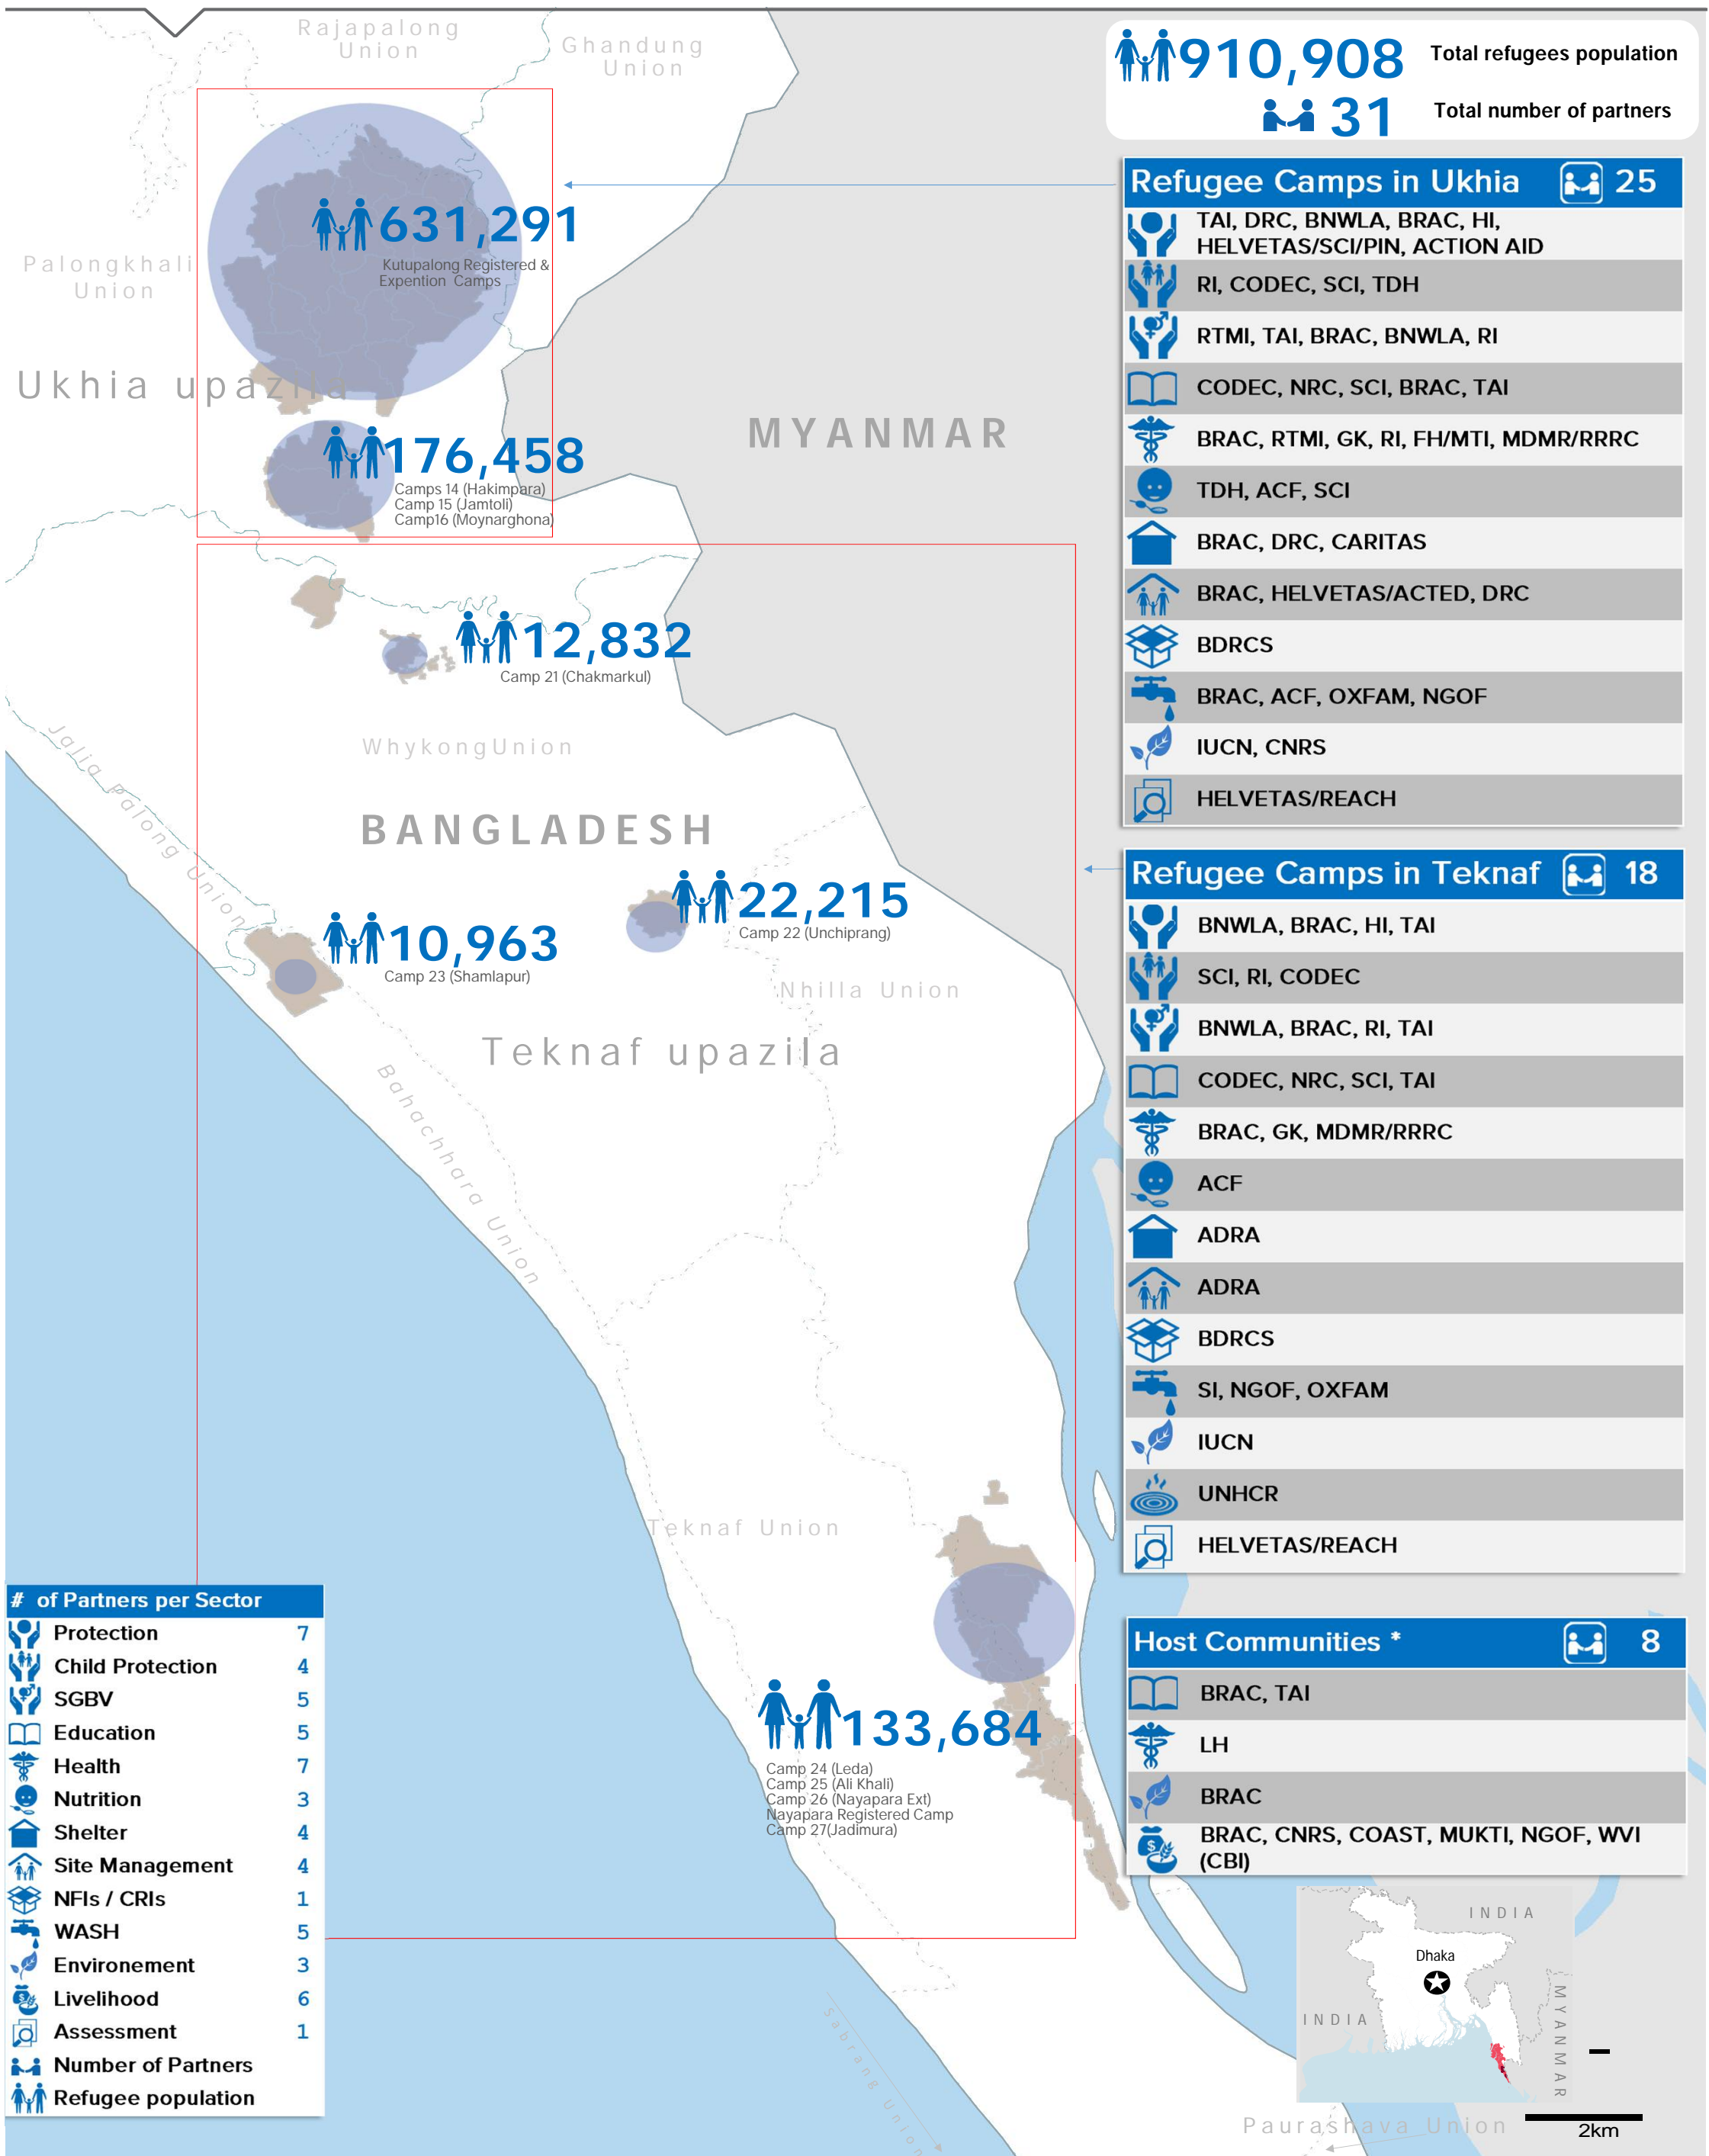 Rajapalong
Union
Ghandung
Union
910,908 Total refugees population
31 Total number of partners
631,291
Kutupalong Registered &
Expention Camps
Palongkhali
Union
Ukhia upazila
176,458
Camps 14 (Hakimpara)
Camp 15 (Jamtoli)
Camp16 (Moynarghona)
MYANMAR
12,832
Camp 21 (Chakmarkul)
WhykongUnion
Jalia Palong Union
BANGLADESH
22,215
Camp 22 (Unchiprang)
10,963
Camp 23 (Shamlapur)
Nhilla Union
Teknaf upazila
Bahachhara Union
Teknaf Union
133,684
Camp 24 (Leda)
Camp 25 (Ali Khali)
Camp 26 (Nayapara Ext)
Nayapara Registered Camp
Camp 27(Jadimura)
Sabrang Union
Refugee Camps in Ukhia 25
TAI, DRC, BNWLA, BRAC, HI,
HELVETAS/SCI/PIN, ACTION AID
RI, CODEC, SCI, TDH
RTMI, TAI, BRAC, BNWLA, RI
CODEC, NRC, SCI, BRAC, TAI
BRAC, RTMI, GK, RI, FH/MTI, MDMR/RRRC
TDH, ACF, SCI
BRAC, DRC, CARITAS
BRAC, HELVETAS/ACTED, DRC
BDRCS
BRAC, ACF, OXFAM, NGOF
IUCN, CNRS
HELVETAS/REACH
Refugee Camps in Teknaf 18
BNWLA, BRAC, HI, TAI
SCI, RI, CODEC
BNWLA, BRAC, RI, TAI
CODEC, NRC, SCI, TAI
BRAC, GK, MDMR/RRRC
ACF
ADRA
ADRA
BDRCS
SI, NGOF, OXFAM
IUCN
UNHCR
HELVETAS/REACH
Host Communities * 8
BRAC, TAI
LH
BRAC
BRAC, CNRS, COAST, MUKTI, NGOF, WVI
(CBI)
# of Partners per Sector
Protection 7
Child Protection 4
SGBV 5
Education 5
Health 7
Nutrition 3
Shelter 4
Site Management 4
NFIs / CRIs 1
WASH 5
Environement 3
Livelihood 6
Assessment 1
Number of Partners
Refugee population
INDIA
Dhaka
INDIA
MYANMAR
Paurashava Union
2km